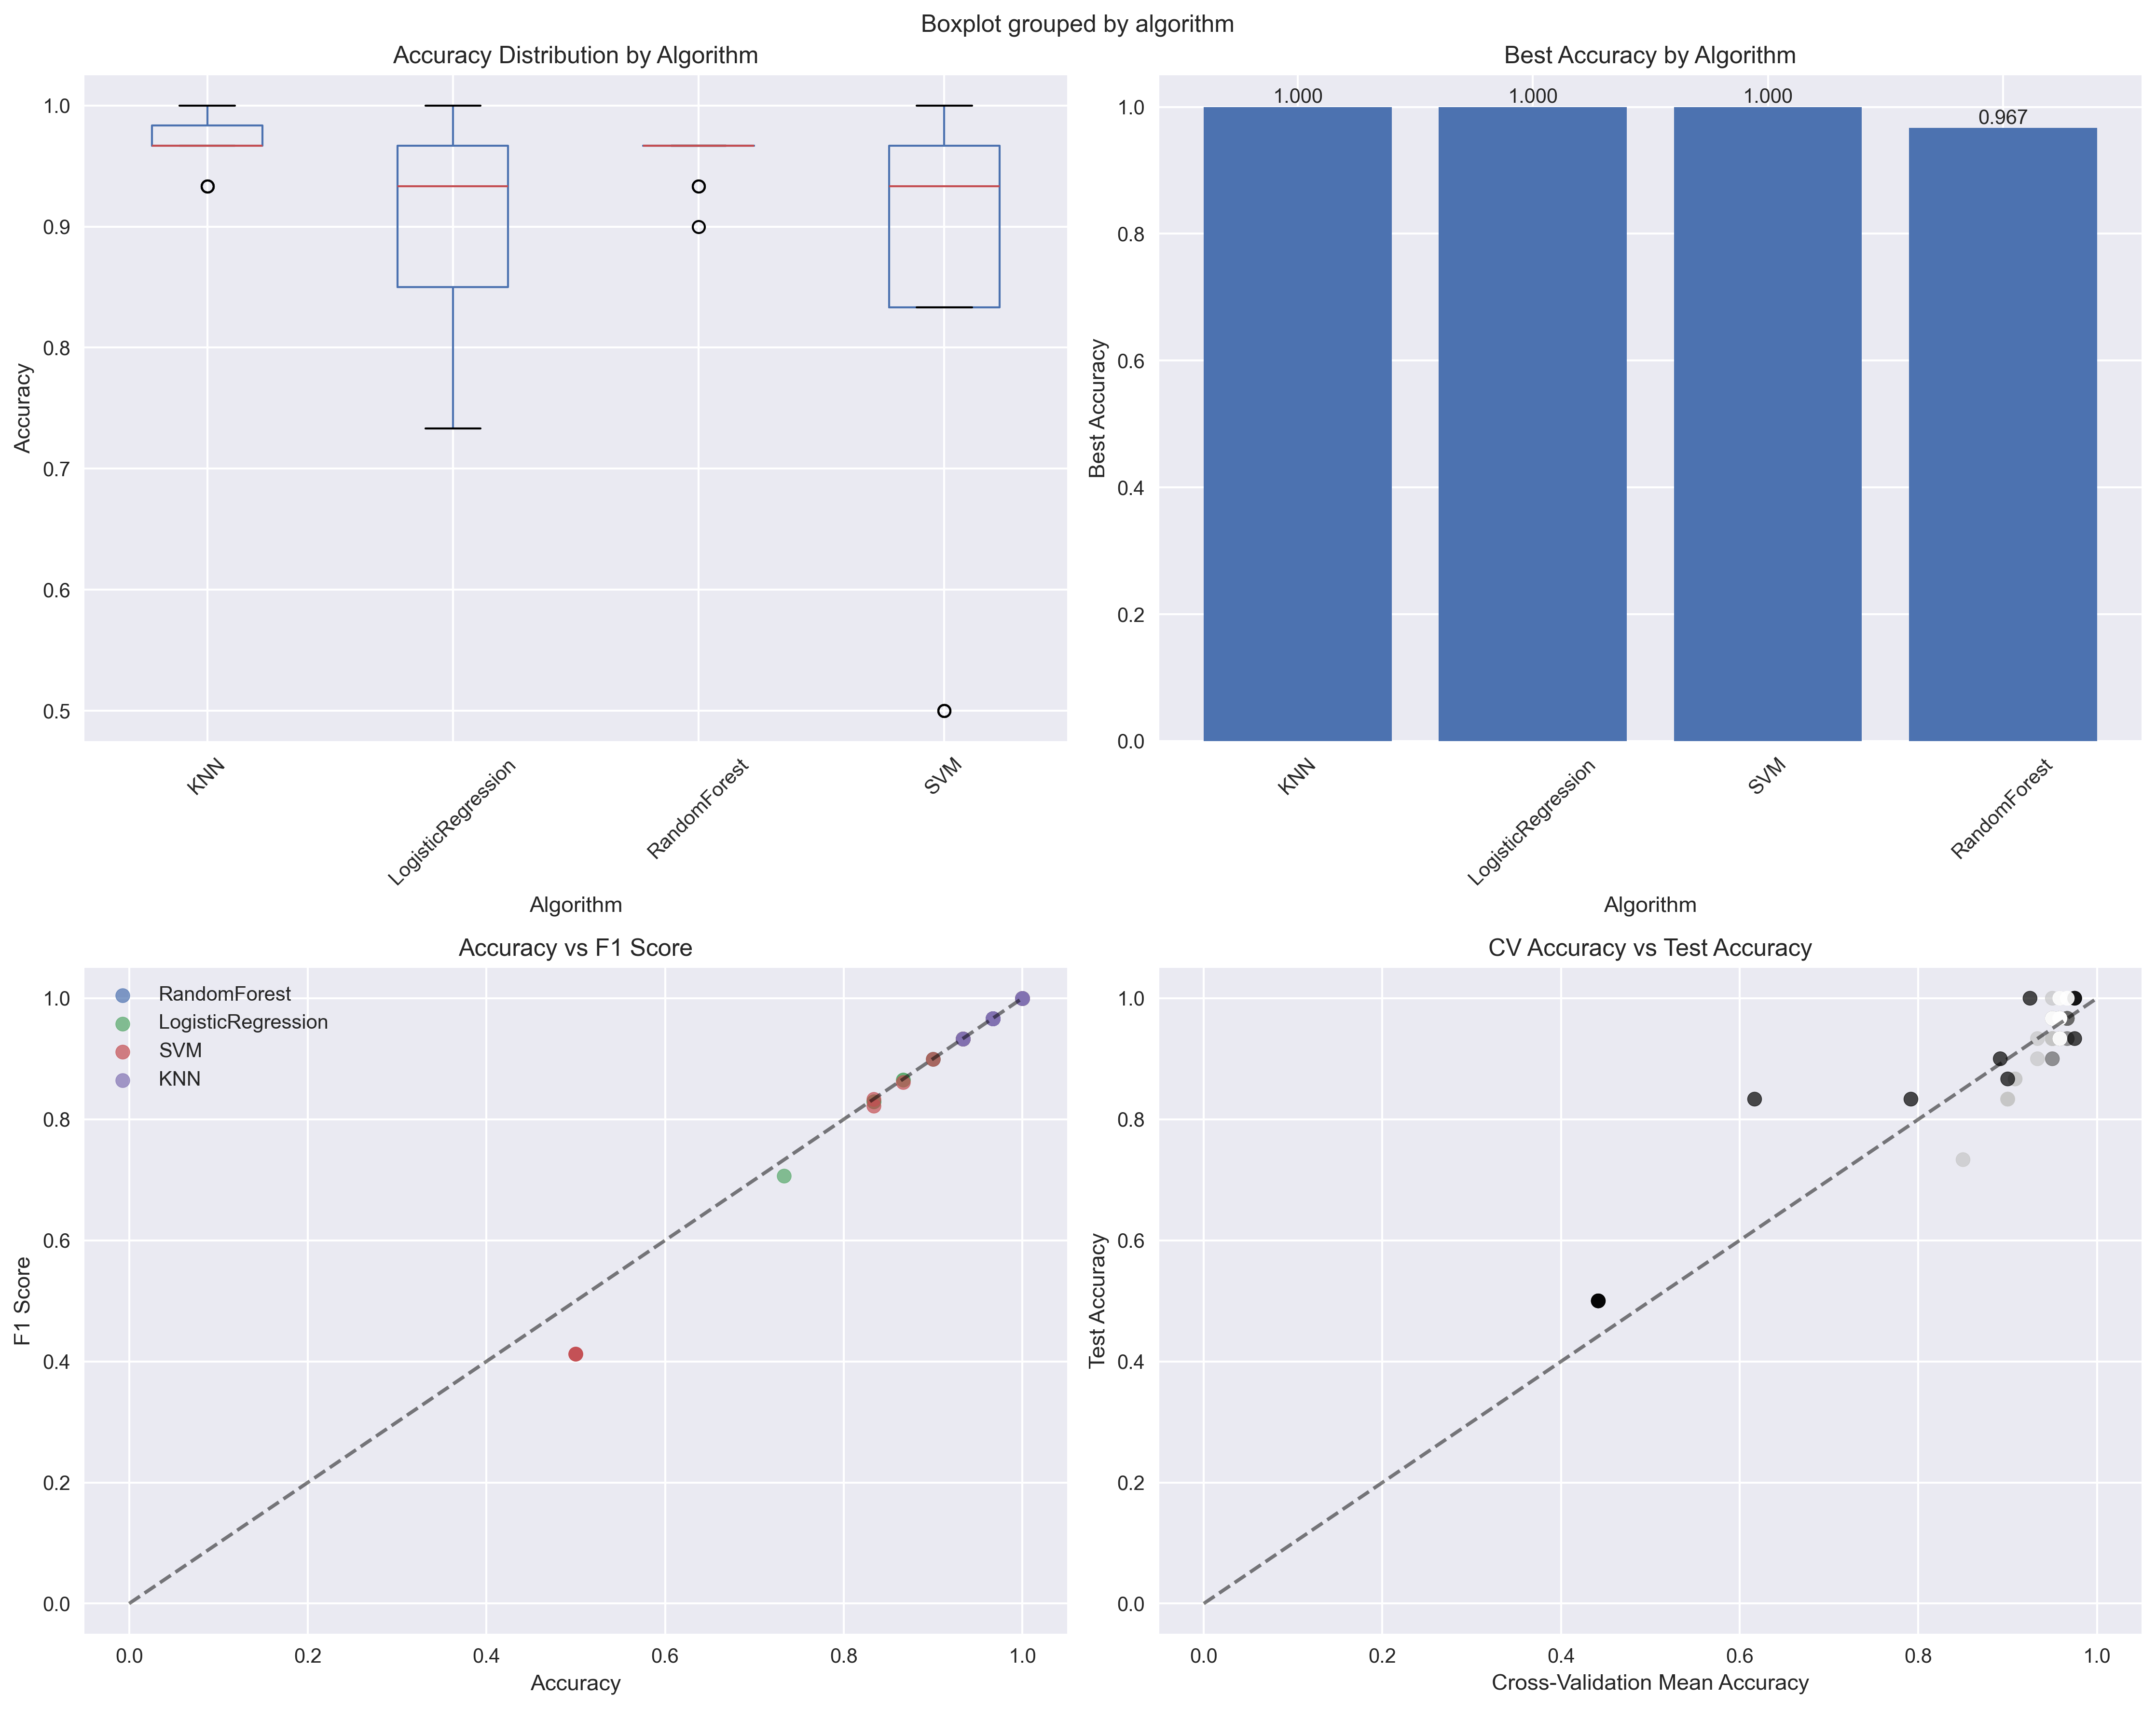 Boxplot grouped by algorithm
Accuracy Distribution by Algorithm
1.0
0.9
0.8
0.7
0.6
0.5
Accuracy
KNN
LogisticRegression
RandomForest
SVM
Algorithm
Best Accuracy by Algorithm
1.000
1.000
1.000
0.967
1.0
0.8
0.6
0.4
0.2
0.0
Best Accuracy
KNN
LogisticRegression
SVM
RandomForest
Algorithm
Accuracy vs F1 Score
RandomForest
LogisticRegression
SVM
KNN
1.0
0.8
0.6
0.4
0.2
0.0
F1 Score
0.0
0.2
0.4
0.6
0.8
1.0
Accuracy
CV Accuracy vs Test Accuracy
1.0
0.8
0.6
0.4
0.2
0.0
Test Accuracy
0.0
0.2
0.4
0.6
0.8
1.0
Cross-Validation Mean Accuracy